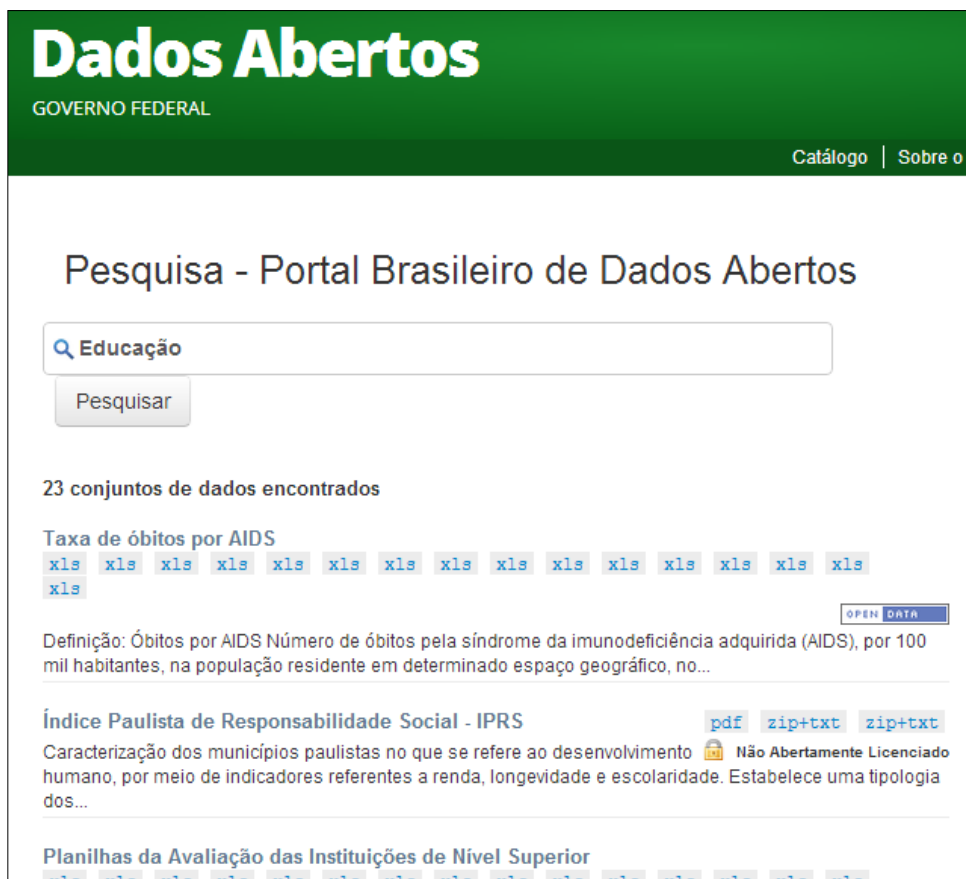 Dados Abertos
GOVERNO FEDERAL
Catálogo | Sobre o
Pesquisa - Portal Brasileiro de Dados Abertos
Educação
Pesquisar
23 conjuntos de dados encontrados
Taxa de óbitos por AIDS
xls xls xls xls xls xls xls xls xls xls xls xls xls xls xls
xls
OPEN DATA
Definição: Óbitos por AIDS Número de óbitos pela síndrome da imunodeficiência adquirida (AIDS), por 100
mil habitantes, na população residente em determinado espaço geográfico, no...
Índice Paulista de Responsabilidade Social - IPRS pdf zip+txt zip+txt
Caracterização dos municípios paulistas no que se refere ao desenvolvimento Não Abertamente Licenciado
humano, por meio de indicadores referentes a renda, longevidade e escolaridade. Estabelece uma tipologia
dos...
Planilhas da Avaliação das Instituições de Nível Superior